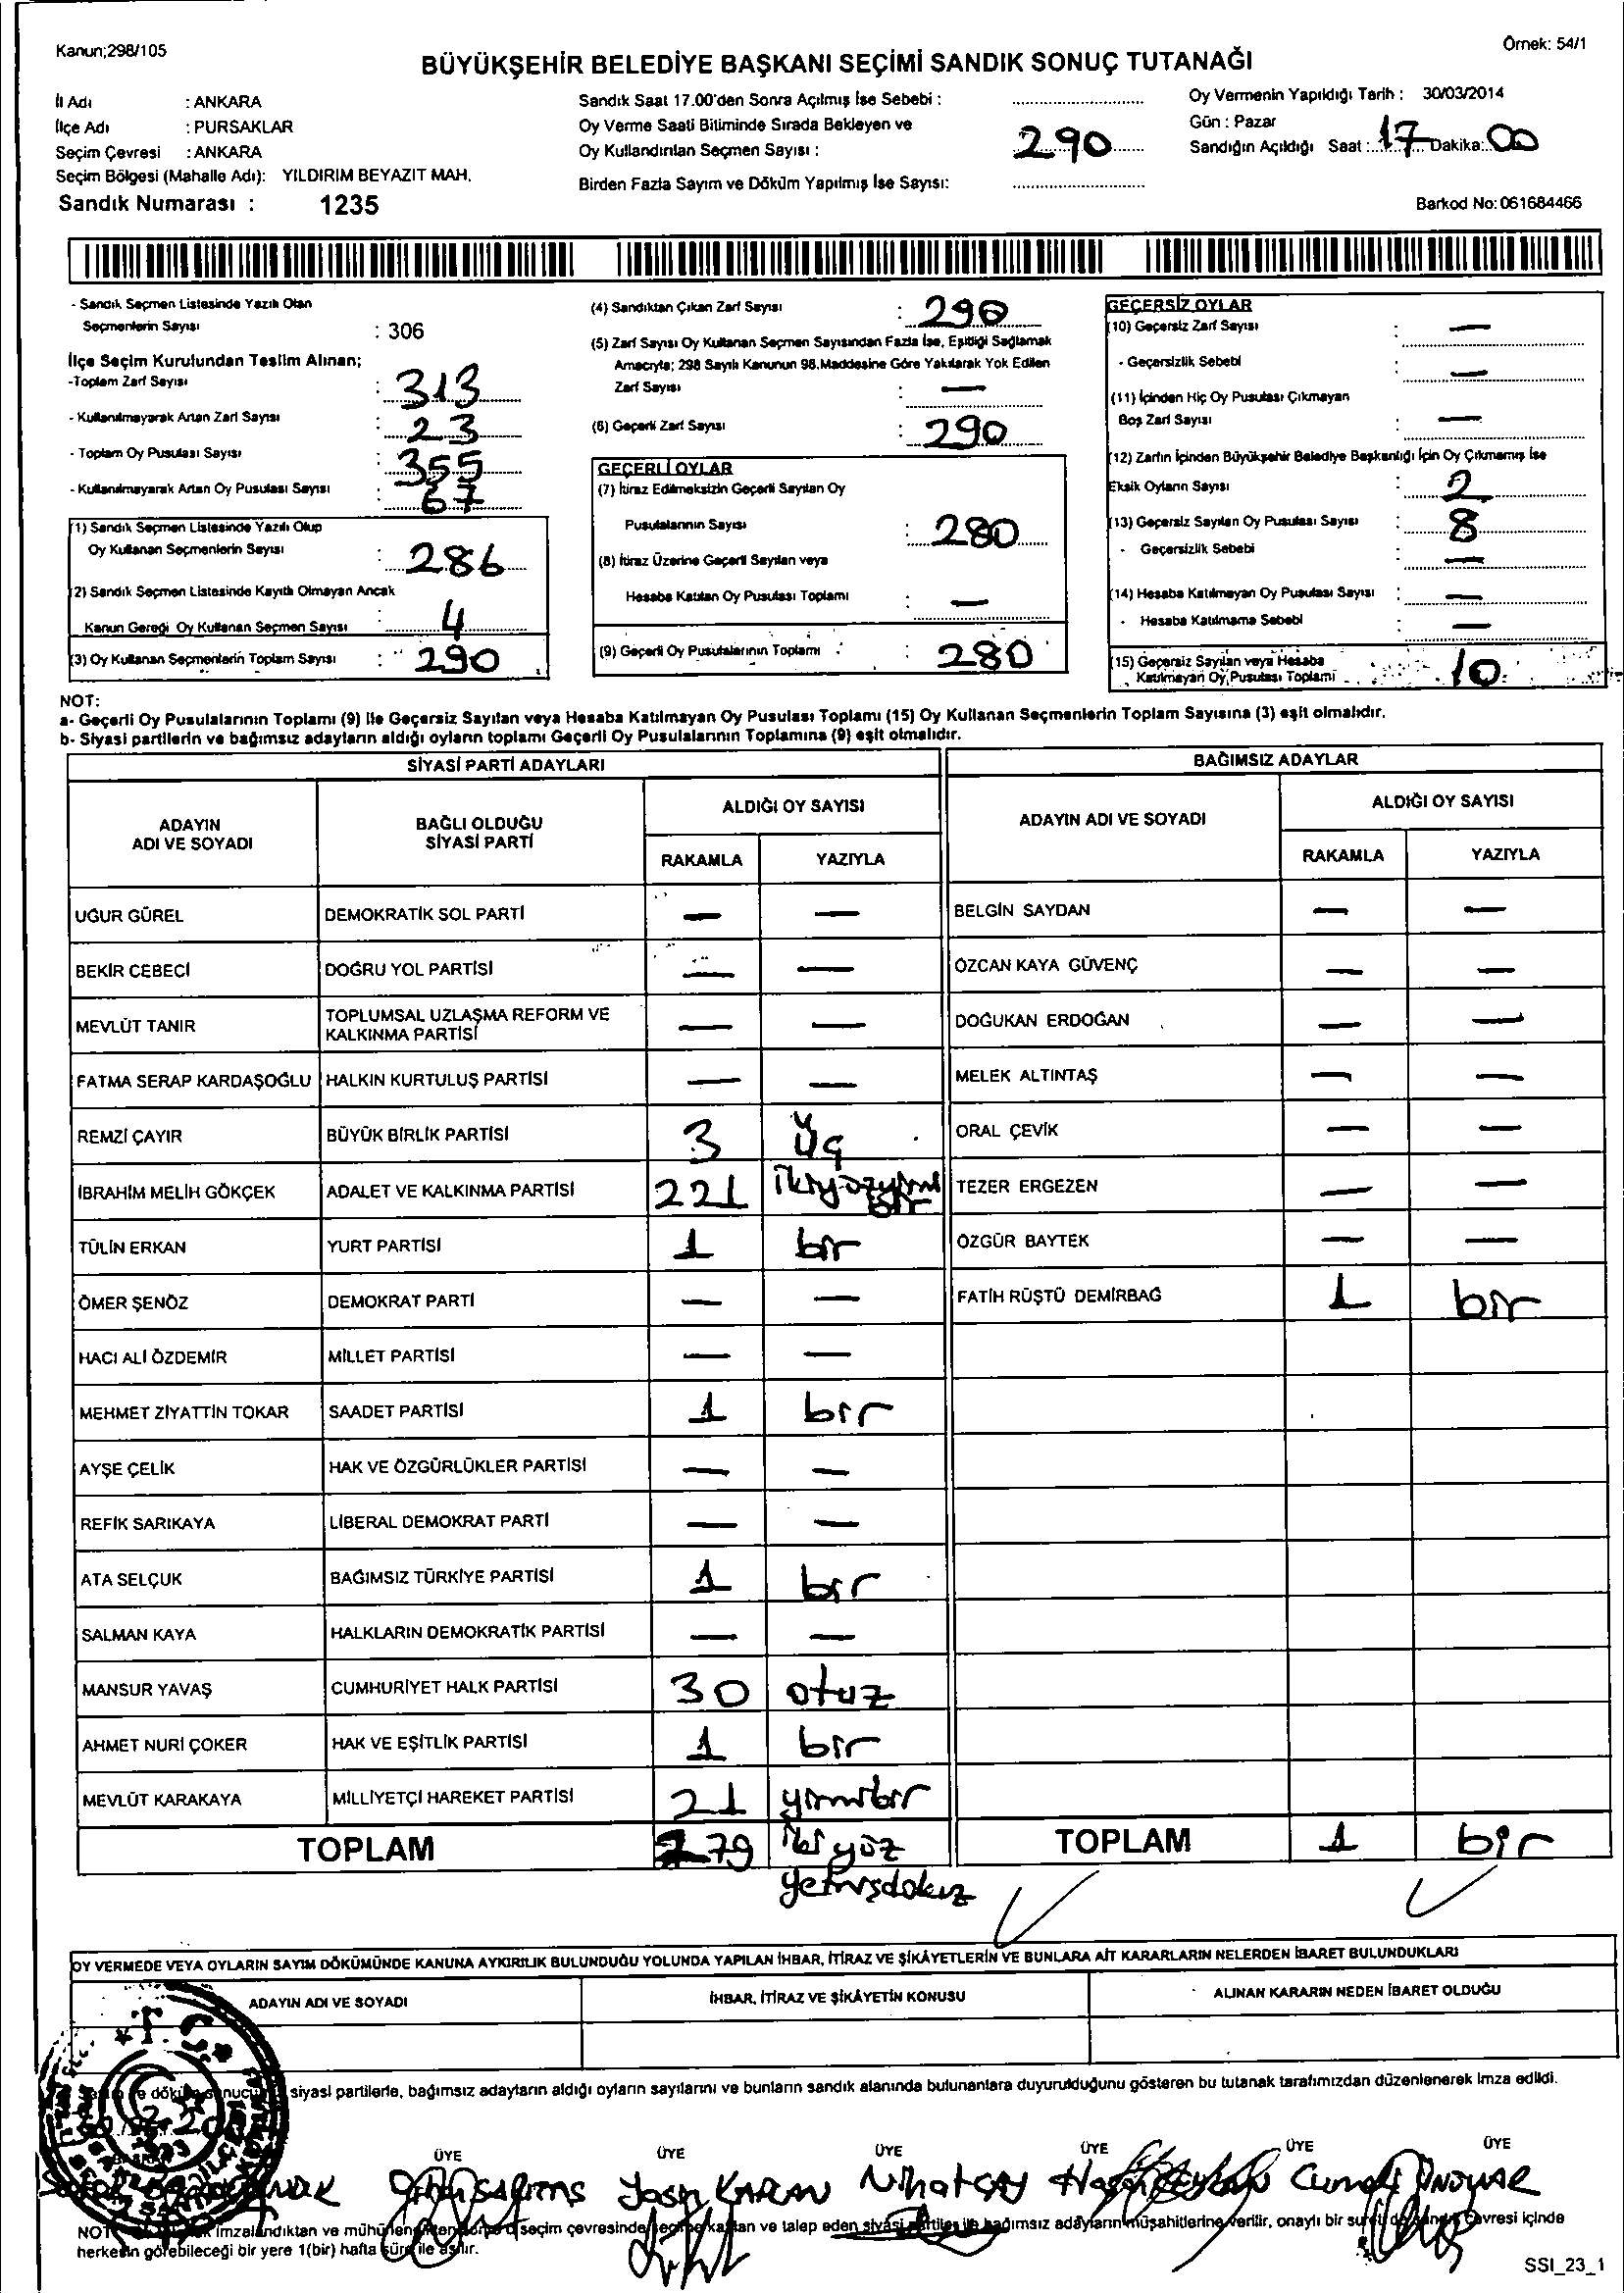 Kanun;298/105
Örnek: 54/1
BÜYÜKŞEHİR BELEDİYE BAŞKANI SEÇİMİ SANDIK SONUÇ TUTANAĞI
İl Adı : ANKARA
İlçe Adı : PURSAKLAR
Seçim Çevresi : ANKARA
Seçim Bölgesi (Mahalle Adı): YILDIRIM BEYAZIT MAH.
Sandık Numarası : 1235
Sandık Saat 17.00'den Sonra Açılmış İse Sebebi :
Oy Verme Saati Bitiminde Sırada Bekleyen ve
Oy Kullandırılan Seçmen Sayısı : 290
Birden Fazla Sayım ve Döküm Yapılmış İse Sayısı:
Oy Vermenin Yapıldığı Tarih : 30/03/2014
Gün : Pazar
Sandığın Açıldığı Saat : 17 Dakika: 00
Barkod No: 061684466
- Sandık Seçmen Listesinde Yazılı Olan
Seçmenlerin Sayısı : 306
İlçe Seçim Kurulundan Teslim Alınan;
-Toplam Zarf Sayısı : 313
- Kullanılmayarak Artan Zarf Sayısı : 23
- Toplam Oy Pusulası Sayısı : 355
- Kullanılmayarak Artan Oy Pusulası Sayısı : 67
(1) Sandık Seçmen Listesinde Yazılı Olup
Oy Kullanan Seçmenlerin Sayısı : 286
(2) Sandık Seçmen Listesinde Kayıtlı Olmayan Ancak
Kanun Gereği Oy Kullanan Seçmen Sayısı : 4
(3) Oy Kullanan Seçmenlerin Toplam Sayısı : 290
(4) Sandıktan Çıkan Zarf Sayısı : 290
(5) Zarf Sayısı Oy Kullanan Seçmen Sayısından Fazla İse, Eşitliği Sağlamak
Amacıyla; 298 Sayılı Kanunun 98.Maddesine Göre Yakılarak Yok Edilen
Zarf Sayısı : —
(6) Geçerli Zarf Sayısı : 290
GEÇERLİ OYLAR
(7) İtiraz Edilmeksizin Geçerli Sayılan Oy
Pusulalarının Sayısı : 280
(8) İtiraz Üzerine Geçerli Sayılan veya
Hesaba Katılan Oy Pusulası Toplamı : —
(9) Geçerli Oy Pusulalarının Toplamı : 280
GEÇERSİZ OYLAR
(10) Geçersiz Zarf Sayısı : —
- Geçersizlik Sebebi : —
(11) İçinden Hiç Oy Pusulası Çıkmayan
Boş Zarf Sayısı : —
(12) Zarfın İçinden Büyükşehir Belediye Başkanlığı İçin Oy Çıkmamış İse
Eksik Oyların Sayısı : 2
(13) Geçersiz Sayılan Oy Pusulası Sayısı : 8
- Geçersizlik Sebebi : —
(14) Hesaba Katılmayan Oy Pusulası Sayısı : —
- Hesaba Katılmama Sebebi : —
(15) Geçersiz Sayılan veya Hesaba
Katılmayan Oy Pusulası Toplamı : 10
NOT:
a- Geçerli Oy Pusulalarının Toplamı (9) ile Geçersiz Sayılan veya Hesaba Katılmayan Oy Pusulası Toplamı (15) Oy Kullanan Seçmenlerin Toplam Sayısına (3) eşit olmalıdır.
b- Siyasi partilerin ve bağımsız adayların aldığı oyların toplamı Geçerli Oy Pusulalarının Toplamına (9) eşit olmalıdır.
SİYASİ PARTİ ADAYLARI
ADAYIN ADI VE SOYADI
BAĞLI OLDUĞU SİYASİ PARTİ
ALDIĞI OY SAYISI
RAKAMLA YAZIYLA
UĞUR GÜREL DEMOKRATİK SOL PARTİ — —
BEKİR CEBECİ DOĞRU YOL PARTİSİ — —
MEVLÜT TANIR TOPLUMSAL UZLAŞMA REFORM VE KALKINMA PARTİSİ — —
FATMA SERAP KARDAŞOĞLU HALKIN KURTULUŞ PARTİSİ — —
REMZİ ÇAYIR BÜYÜK BİRLİK PARTİSİ 3 Üç
İBRAHİM MELİH GÖKÇEK ADALET VE KALKINMA PARTİSİ 221 ikiyüzyirmi bir
TÜLİN ERKAN YURT PARTİSİ 1 bir
ÖMER ŞENÖZ DEMOKRAT PARTİ — —
HACI ALİ ÖZDEMİR MİLLET PARTİSİ — —
MEHMET ZİYATTİN TOKAR SAADET PARTİSİ 1 bir
AYŞE ÇELİK HAK VE ÖZGÜRLÜKLER PARTİSİ — —
REFİK SARIKAYA LİBERAL DEMOKRAT PARTİ — —
ATA SELÇUK BAĞIMSIZ TÜRKİYE PARTİSİ 1 bir
SALMAN KAYA HALKLARIN DEMOKRATİK PARTİSİ — —
MANSUR YAVAŞ CUMHURİYET HALK PARTİSİ 30 otuz
AHMET NURİ ÇOKER HAK VE EŞİTLİK PARTİSİ 1 bir
MEVLÜT KARAKAYA MİLLİYETÇİ HAREKET PARTİSİ 21 yirmibir
TOPLAM 279 iki yüz yetmişdokuz
BAĞIMSIZ ADAYLAR
ADAYIN ADI VE SOYADI
ALDIĞI OY SAYISI
RAKAMLA YAZIYLA
BELGİN SAYDAN — —
ÖZCAN KAYA GÜVENÇ — —
DOĞUKAN ERDOĞAN — —
MELEK ALTINTAŞ — —
ORAL ÇEVİK — —
TEZER ERGEZEN — —
ÖZGÜR BAYTEK — —
FATİH RÜŞTÜ DEMİRBAĞ 1 bir
TOPLAM 1 bir
OY VERMEDE VEYA OYLARIN SAYIM DÖKÜMÜNDE KANUNA AYKIRILIK BULUNDUĞU YOLUNDA YAPILAN İHBAR, İTİRAZ VE ŞİKÂYETLERİN VE BUNLARA AİT KARARLARIN NELERDEN İBARET BULUNDUKLARI
ADAYIN ADI VE SOYADI
İHBAR, İTİRAZ VE ŞİKÂYETİN KONUSU
ALINAN KARARIN NEDEN İBARET OLDUĞU
T.C.
siyasi partilerle, bağımsız adayların aldığı oyların sayılarını ve bunların sandık alanında bulunanlara duyurulduğunu gösteren bu tutanak tarafımızdan düzenlenerek imza edildi.
ÜYE ÜYE ÜYE ÜYE ÜYE ÜYE
Yasin KAPLAN Nihat ÇAY
NOT imzalandıktan ve seçim çevresinde ve talep eden siyasi partiler ile bağımsız adayların müşahitlerine verilir, onaylı bir çevresi içinde
herkesin görebileceği bir yere 1(bir) hafta süre ile asılır.
SSI_23_1